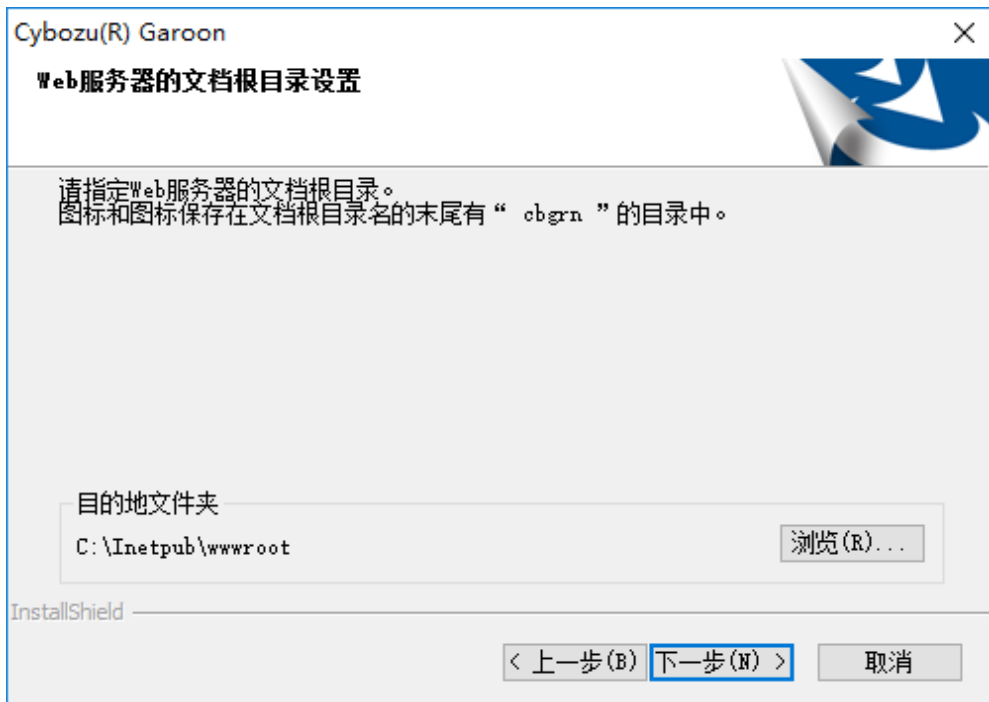 Cybozu(R) Garoon
Web服务器的文档根目录设置
请指定Web服务器的文档根目录。
图标和图标保存在文档根目录名的末尾有“ cbgrn ”的目录中。
目的地文件夹
C:\Inetpub\wwwroot
浏览(R)...
InstallShield
< 上一步(B)
下一步(N) >
取消